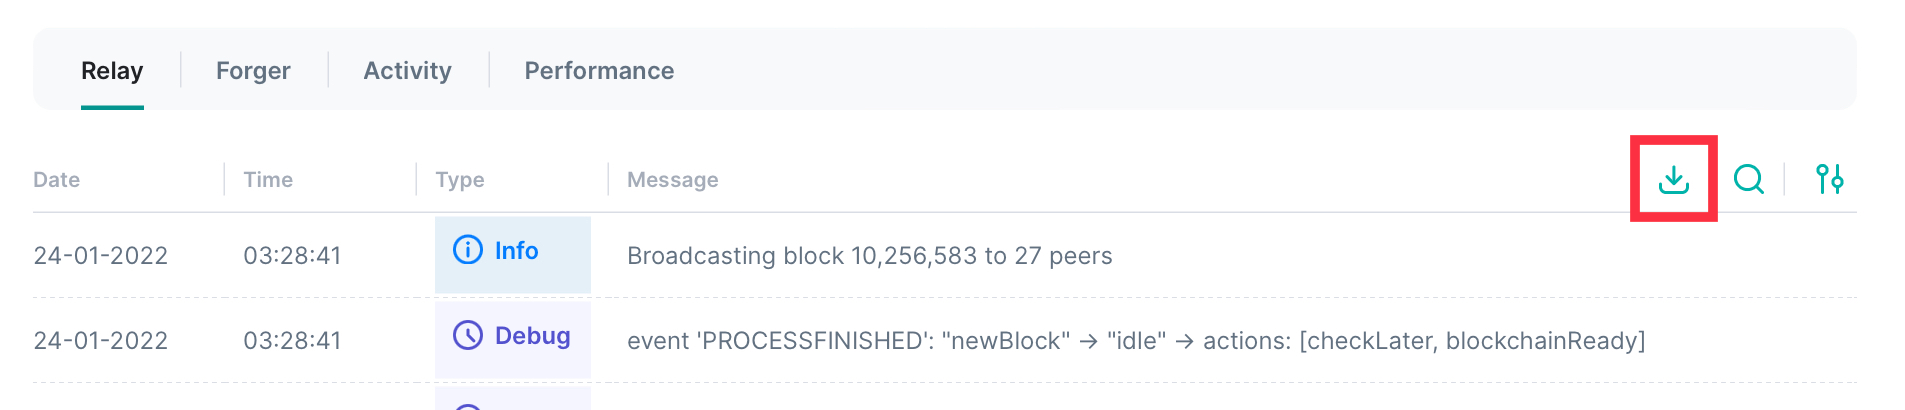 Relay Forger Activity Performance
Date Time Type Message
24-01-2022 03:28:41 Info Broadcasting block 10,256,583 to 27 peers
24-01-2022 03:28:41 Debug event 'PROCESSFINISHED': "newBlock" → "idle" → actions: [checkLater, blockchainReady]